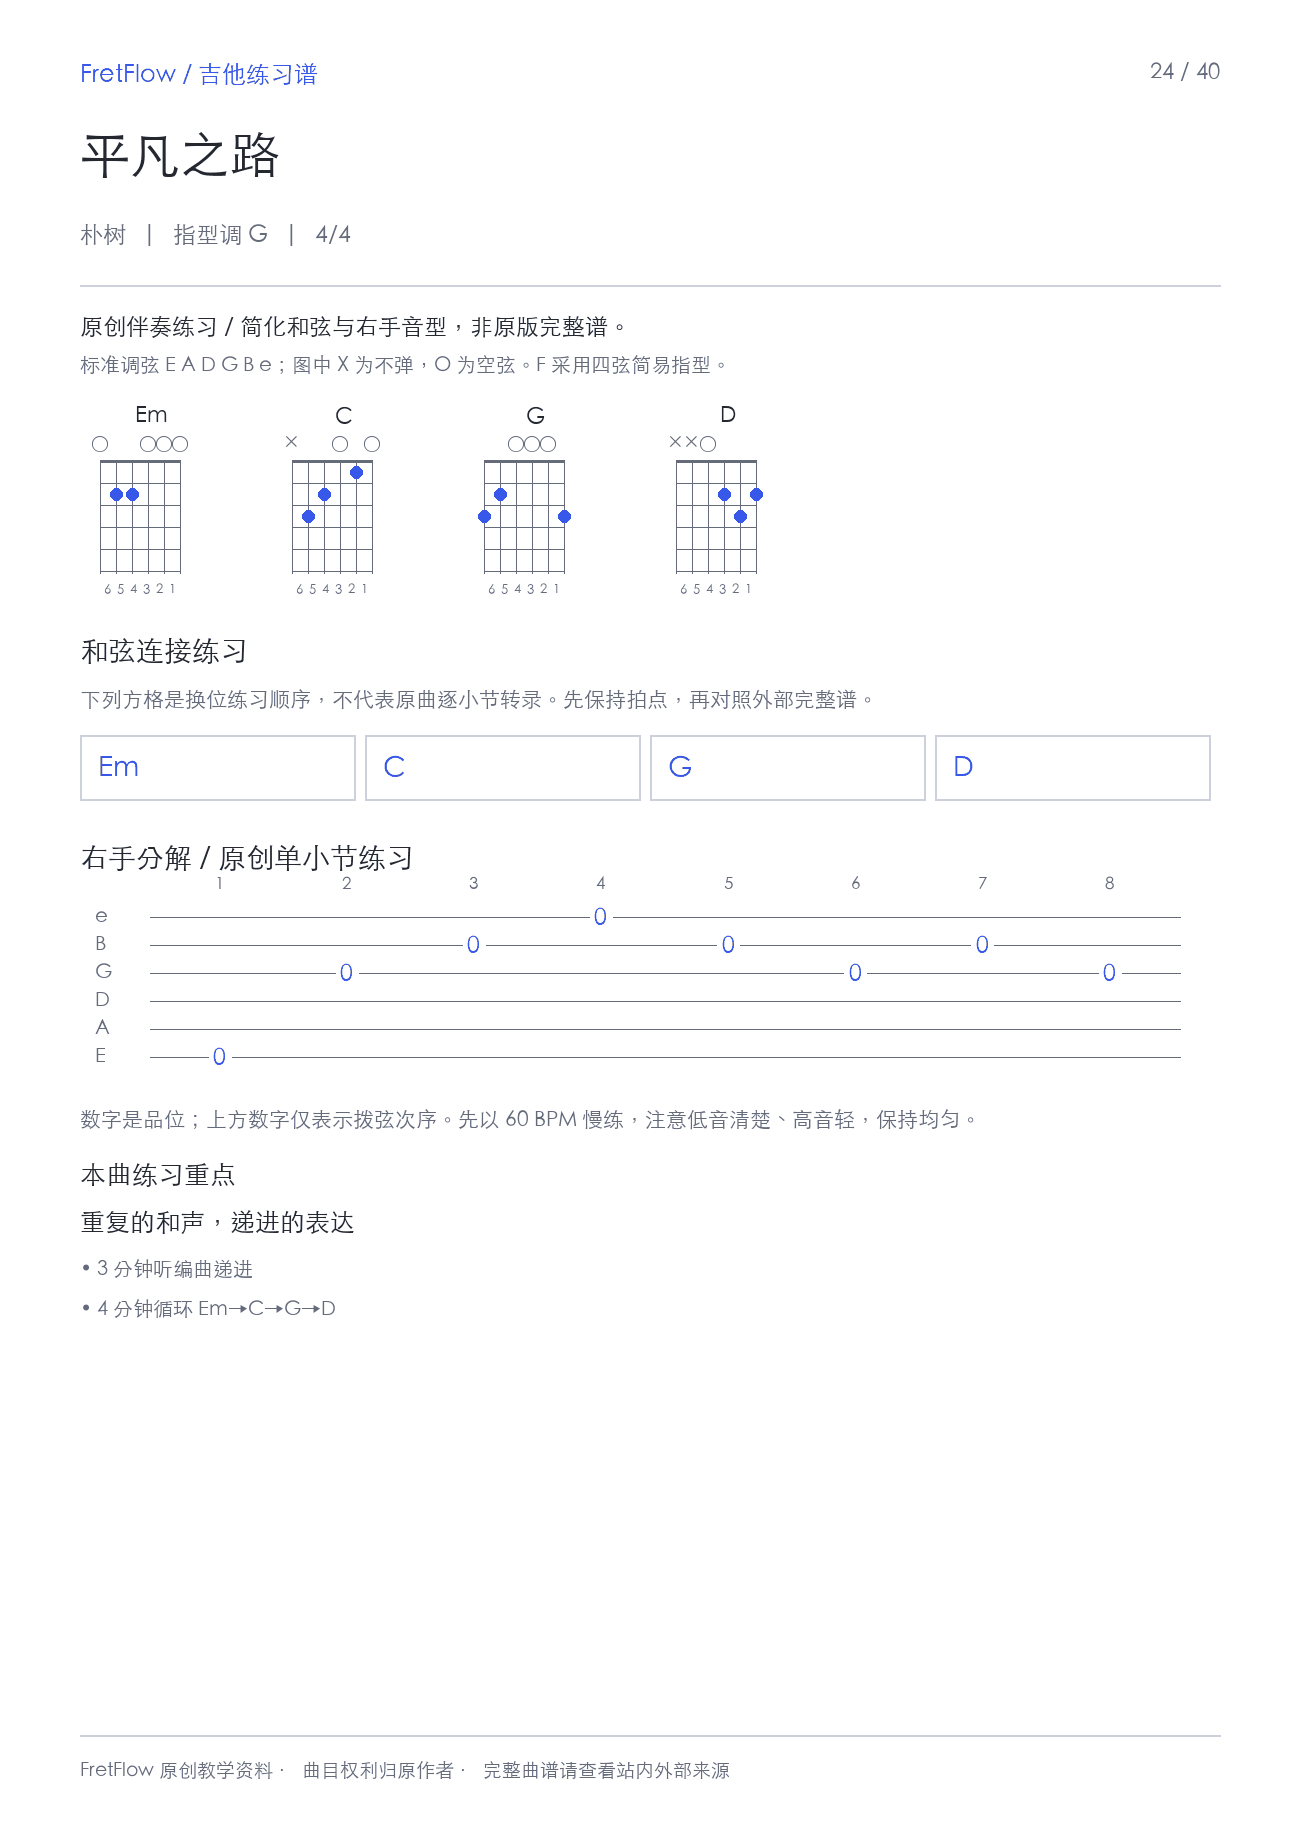 FretFlow / 吉他练习谱
24 / 40
平凡之路
朴树 | 指型调 G | 4/4
原创伴奏练习 / 简化和弦与右手音型，非原版完整谱。
标准调弦 E A D G B e；图中 X 为不弹，O 为空弦。F 采用四弦简易指型。
Em C G D
○ ○○○ × ○ ○ ○○○ ××○
6 5 4 3 2 1 6 5 4 3 2 1 6 5 4 3 2 1 6 5 4 3 2 1
和弦连接练习
下列方格是换位练习顺序，不代表原曲逐小节转录。先保持拍点，再对照外部完整谱。
Em C G D
右手分解 / 原创单小节练习
1 2 3 4 5 6 7 8
e 0
B 0 0 0
G 0 0 0
D
A
E 0
数字是品位；上方数字仅表示拨弦次序。先以 60 BPM 慢练，注意低音清楚、高音轻，保持均匀。
本曲练习重点
重复的和声，递进的表达
• 3 分钟听编曲递进
• 4 分钟循环 Em→C→G→D
FretFlow 原创教学资料 · 曲目权利归原作者 · 完整曲谱请查看站内外部来源